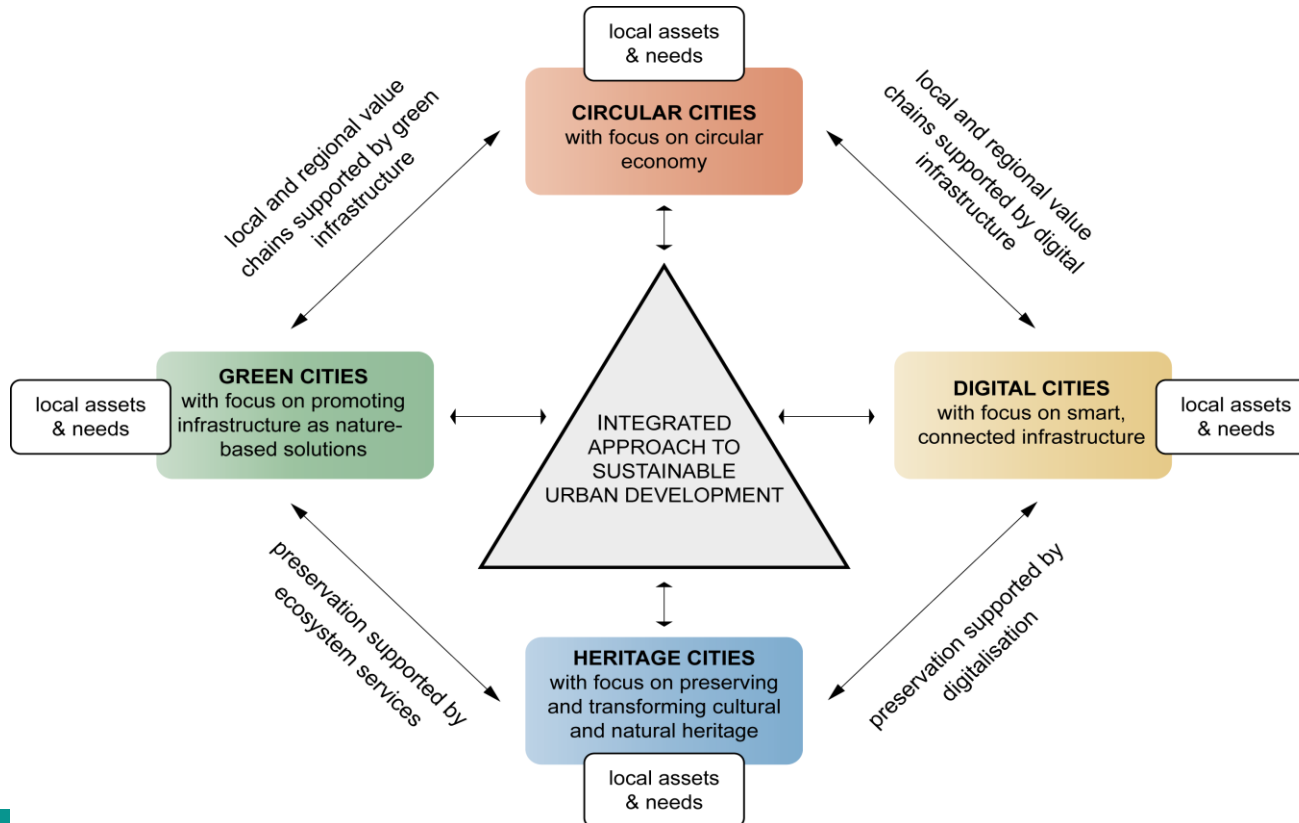 local assets
& needs
CIRCULAR CITIES
with focus on circular
economy
local and regional value
chains supported by green
infrastructure
local and regional value
chains supported by digital
infrastructure
GREEN CITIES
with focus on promoting
infrastructure as nature-
based solutions
local assets
& needs
INTEGRATED
APPROACH TO
SUSTAINABLE
URBAN DEVELOPMENT
DIGITAL CITIES
with focus on smart,
connected infrastructure
local assets
& needs
preservation supported by
ecosystem services
preservation supported by
digitalisation
HERITAGE CITIES
with focus on preserving
and transforming cultural
and natural heritage
local assets
& needs